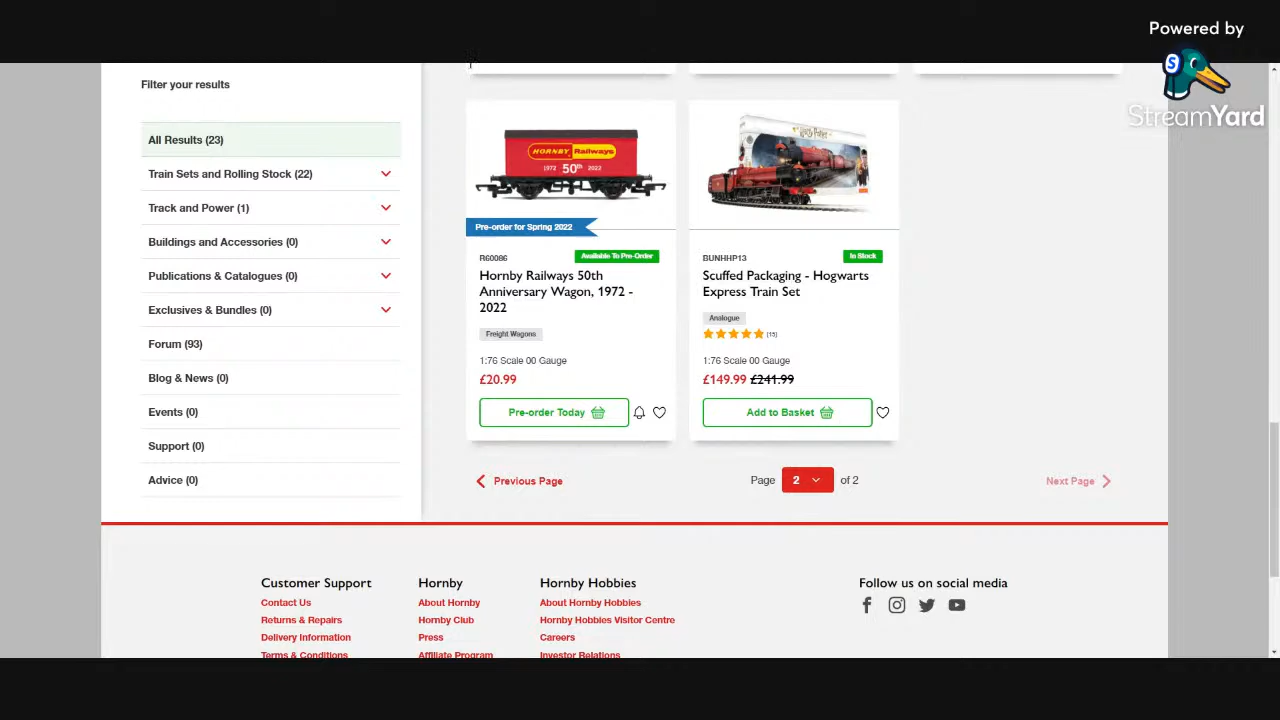 Powered by
StreamYard
Filter your results
All Results (23)
Train Sets and Rolling Stock (22)
Track and Power (1)
Buildings and Accessories (0)
Publications & Catalogues (0)
Exclusives & Bundles (0)
Forum (93)
Blog & News (0)
Events (0)
Support (0)
Advice (0)
HORNBY Railways
1972 50th 2022
Pre-order for Spring 2022
R60086
Available To Pre-Order
Hornby Railways 50th
Anniversary Wagon, 1972 -
2022
Freight Wagons
1:76 Scale 00 Gauge
£20.99
Pre-order Today
Harry Potter
BUNHHP13
In Stock
Scuffed Packaging - Hogwarts
Express Train Set
Analogue
(15)
1:76 Scale 00 Gauge
£149.99 £241.99
Add to Basket
Previous Page
Page 2 of 2
Next Page
Customer Support
Contact Us
Returns & Repairs
Delivery Information
Terms & Conditions
Hornby
About Hornby
Hornby Club
Press
Affiliate Program
Hornby Hobbies
About Hornby Hobbies
Hornby Hobbies Visitor Centre
Careers
Investor Relations
Follow us on social media